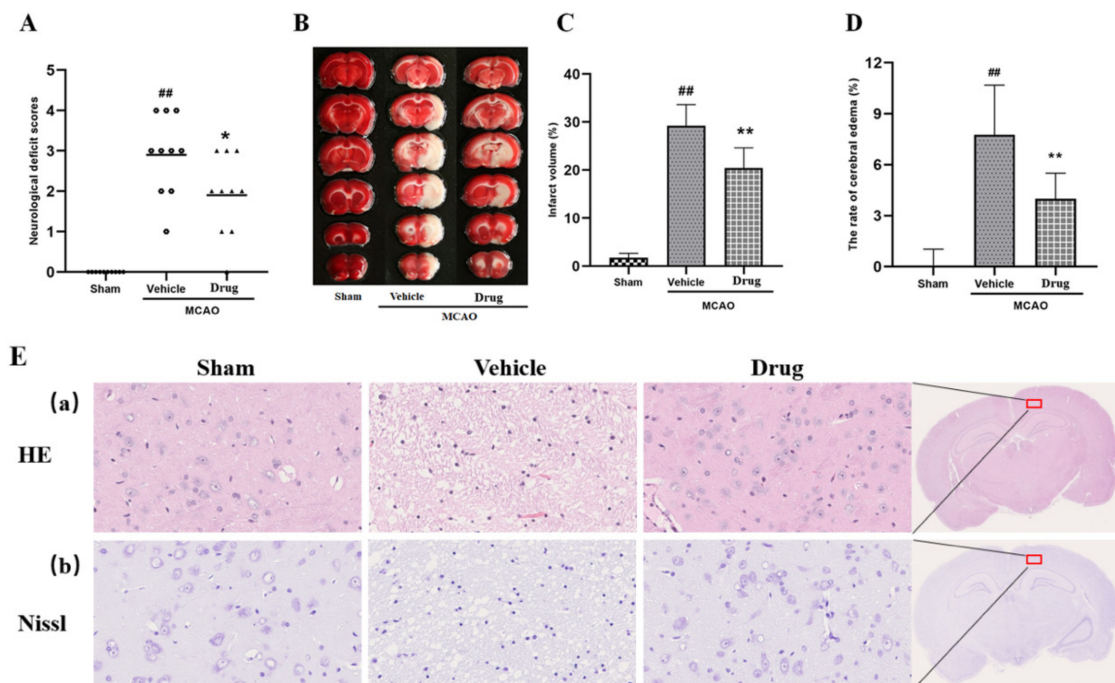 A
Neurological deficit scores
5
4
3
2
1
0
##
*
Sham
Vehicle
Drug
MCAO
B
Sham
Vehicle
Drug
MCAO
C
Infarct volume (%)
40
30
20
10
0
##
**
Sham
Vehicle
Drug
MCAO
D
The rate of cerebral edema (%)
12
9
6
3
0
##
**
Sham
Vehicle
Drug
MCAO
E
Sham
Vehicle
Drug
(a)
HE
(b)
Nissl